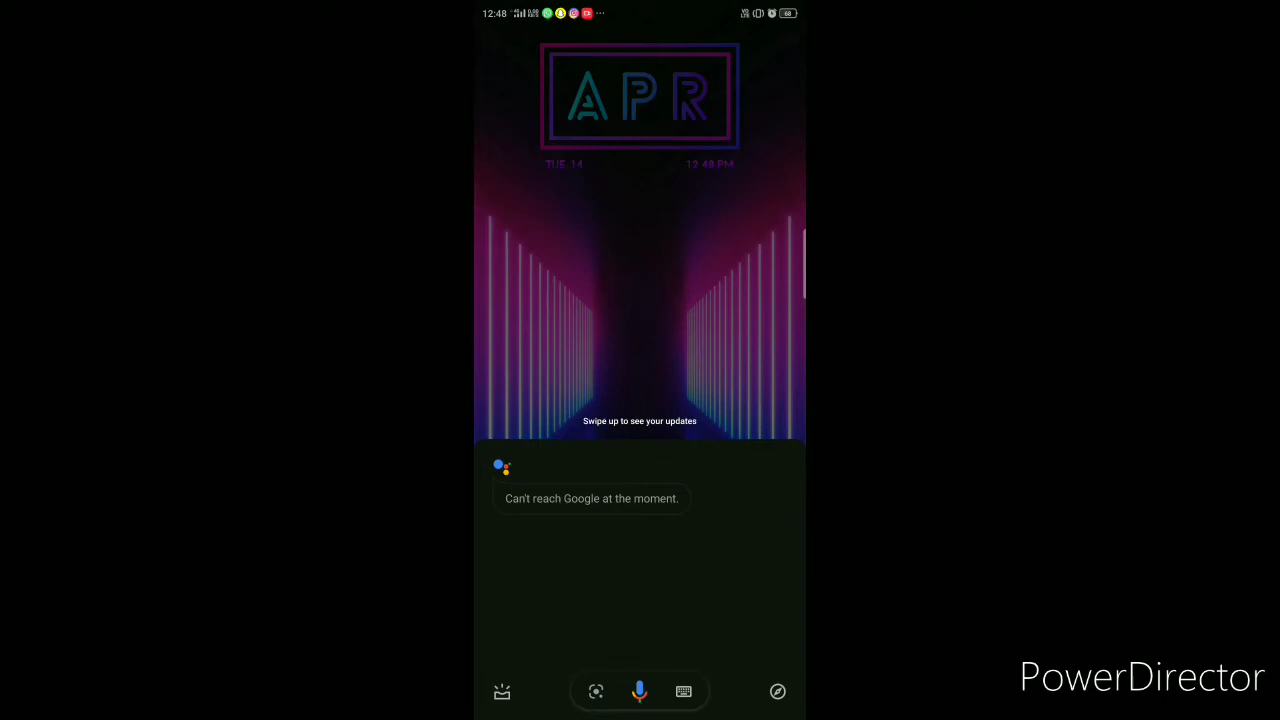 12:48
68
APR
TUE 14 12 48 PM
Swipe up to see your updates
Can't reach Google at the moment.
PowerDirector